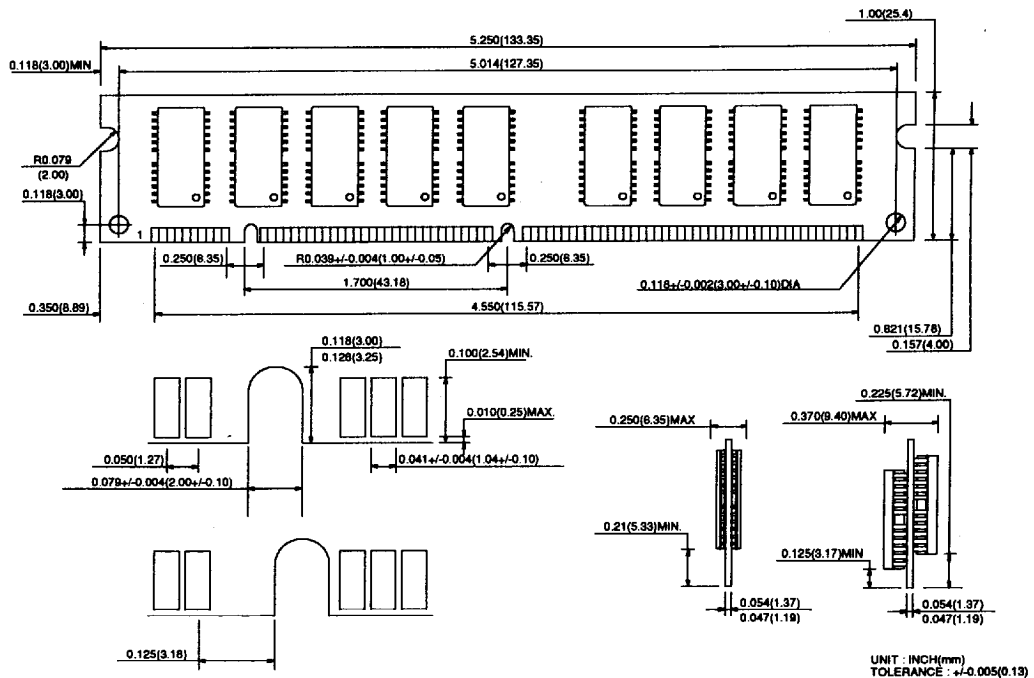 1.00(25.4)
5.250(133.35)
0.118(3.00)MIN
5.014(127.35)
R0.079
(2.00)
0.118(3.00)
1
0.250(6.35)
R0.039+/-0.004(1.00+/-0.05)
0.250(6.35)
1.700(43.18)
0.118+/-0.002(3.00+/-0.10)DIA
0.350(8.89)
4.550(115.57)
0.621(15.78)
0.157(4.00)
0.118(3.00)
0.128(3.25)
0.100(2.54)MIN.
0.010(0.25)MAX.
0.050(1.27)
0.041+/-0.004(1.04+/-0.10)
0.079+/-0.004(2.00+/-0.10)
0.225(5.72)MIN.
0.250(6.35)MAX
0.370(9.40)MAX
0.21(5.33)MIN.
0.125(3.17)MIN
0.054(1.37)
0.047(1.19)
0.054(1.37)
0.047(1.19)
0.125(3.18)
UNIT : INCH(mm)
TOLERANCE : +/-0.005(0.13)